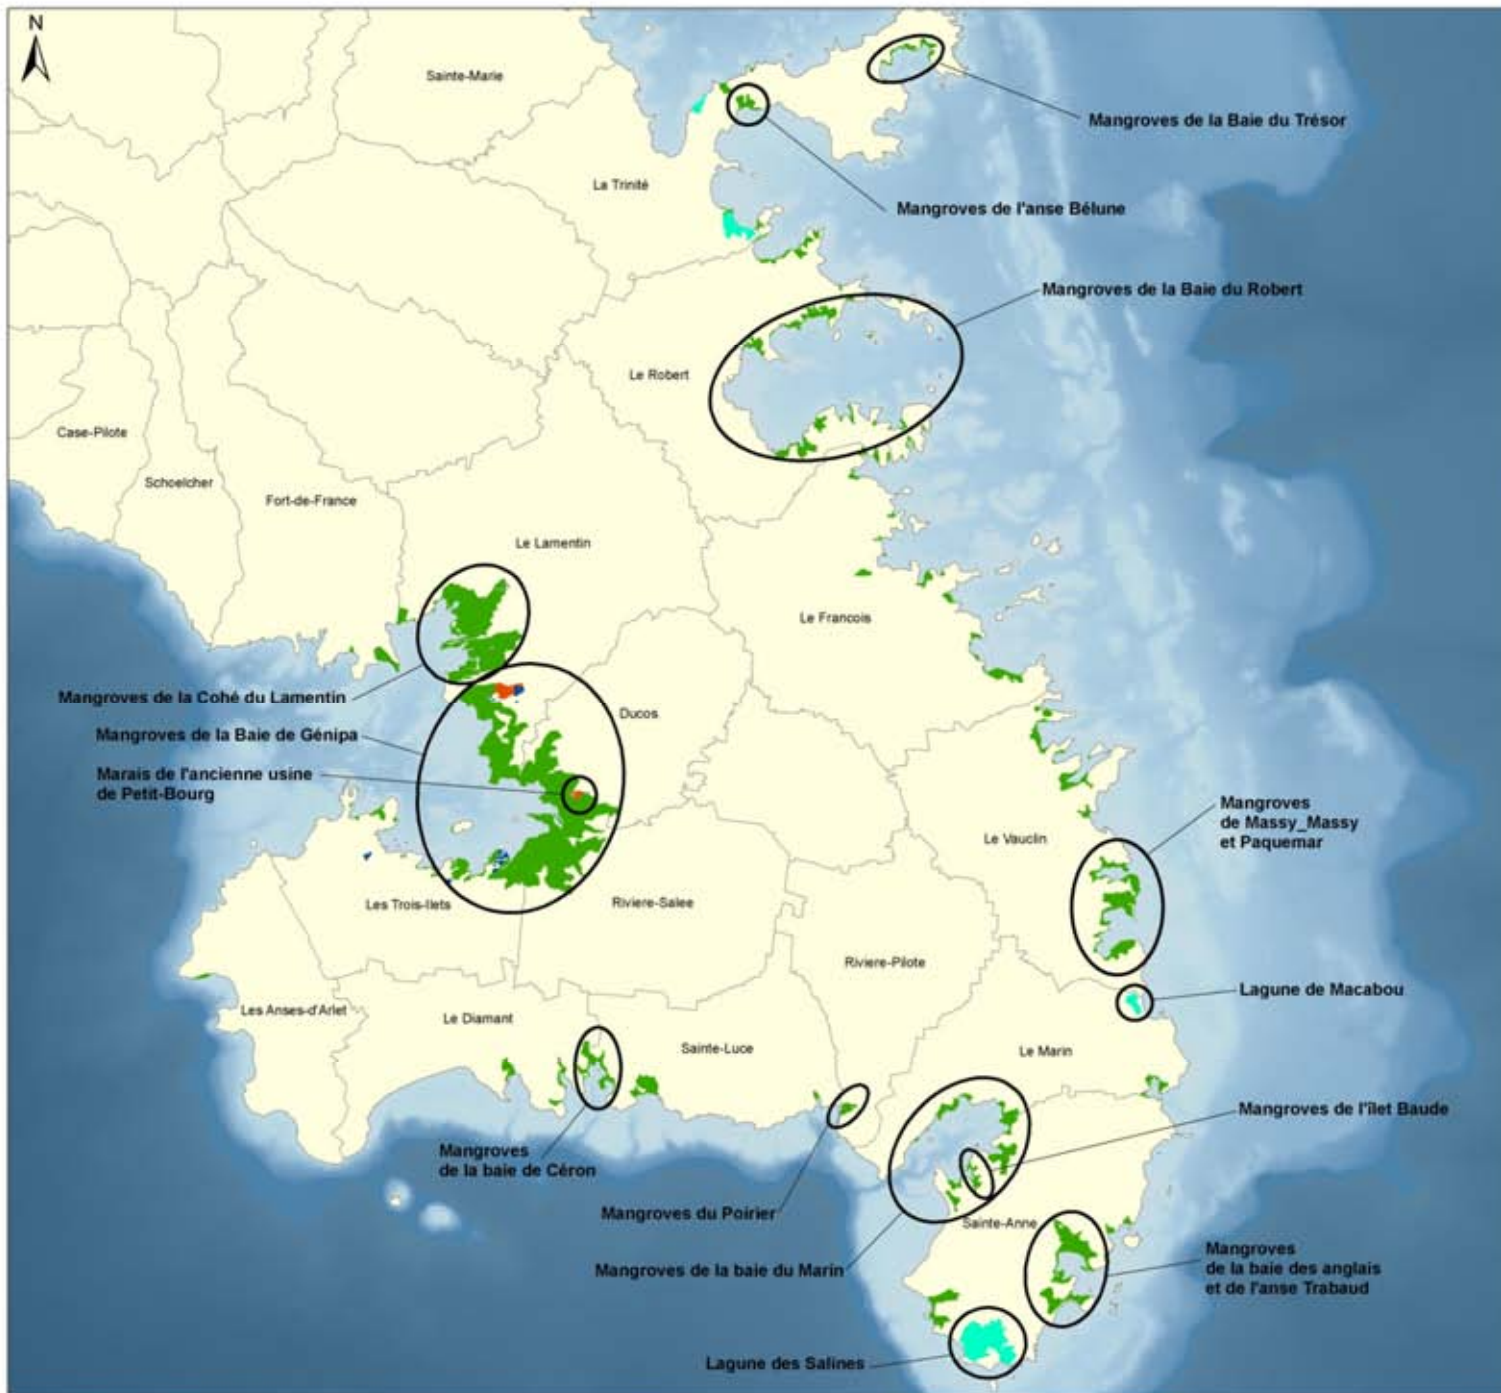 N
Sainte-Marie
Mangroves de la Baie du Trésor
La Trinité
Mangroves de l'anse Bélune
Mangroves de la Baie du Robert
Le Robert
Case-Pilote
Schoelcher
Fort-de-France
Le Lamentin
Le Francois
Mangroves de la Cohé du Lamentin
Ducos
Mangroves de la Baie de Génipa
Marais de l'ancienne usine
de Petit-Bourg
Mangroves
de Massy_Massy
et Paquemar
Le Vauclin
Les Trois-Ilets
Riviere-Salee
Riviere-Pilote
Lagune de Macabou
Les Anses-d'Arlet
Le Diamant
Sainte-Luce
Le Marin
Mangroves de l'îlet Baude
Mangroves
de la baie de Céron
Mangroves du Poirier
Sainte-Anne
Mangroves de la baie du Marin
Mangroves
de la baie des anglais
et de l'anse Trabaud
Lagune des Salines